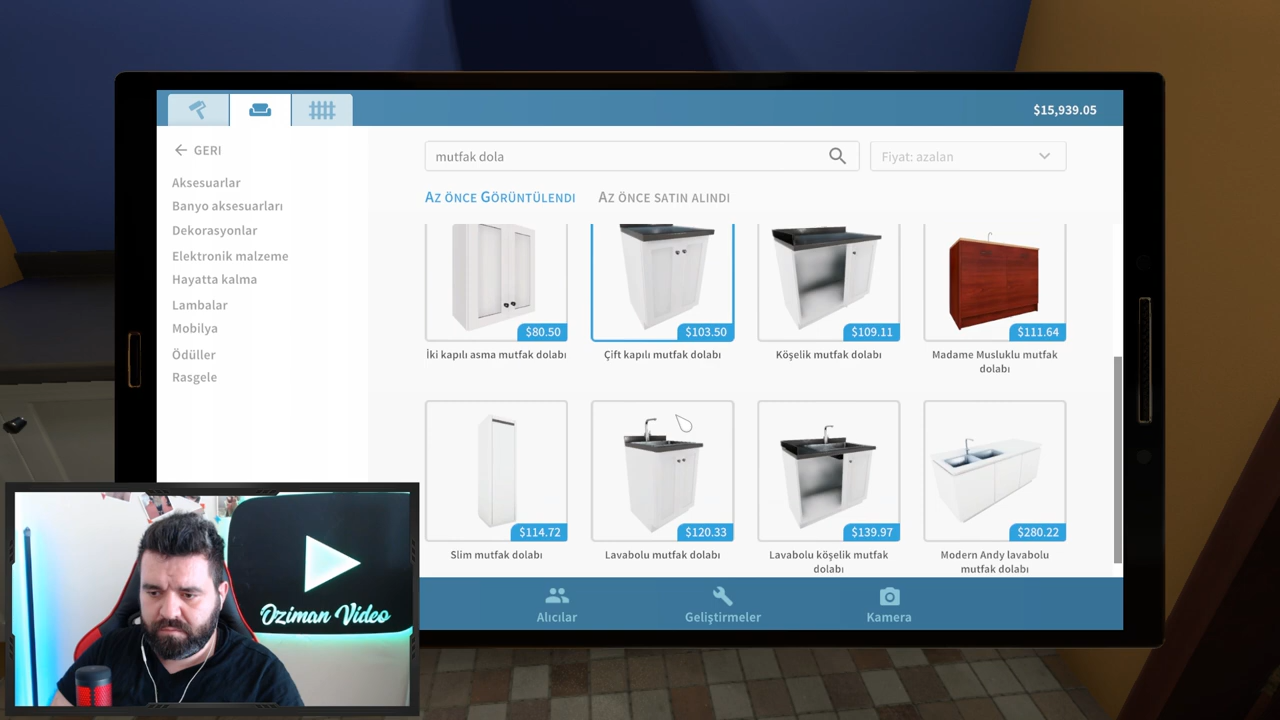 $15,939.05
GERI
Aksesuarlar
Banyo aksesuarları
Dekorasyonlar
Elektronik malzeme
Hayatta kalma
Lambalar
Mobilya
Ödüller
Rasgele
mutfak dola
Fiyat: azalan
AZ ÖNCE GÖRÜNTÜLENDI
AZ ÖNCE SATIN ALINDI
$80.50
$103.50
$109.11
$111.64
İki kapılı asma mutfak dolabı
Çift kapılı mutfak dolabı
Köşelik mutfak dolabı
Madame Musluklu mutfak
dolabı
$114.72
$120.33
$139.97
$280.22
Slim mutfak dolabı
Lavabolu mutfak dolabı
Lavabolu köşelik mutfak
dolabı
Modern Andy lavabolu
mutfak dolabı
Alıcılar
Geliştirmeler
Kamera
Oziman Video